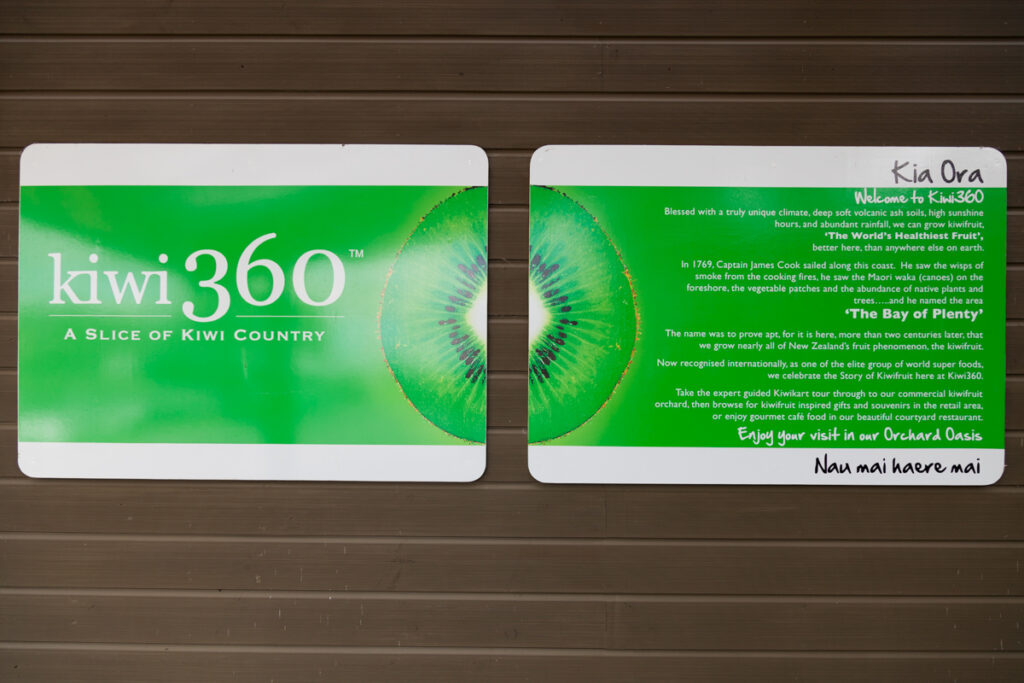 kiwi360™
A Slice of Kiwi Country
Kia Ora
Welcome to Kiwi360
Blessed with a truly unique climate, deep soft volcanic ash soils, high sunshine
hours, and abundant rainfall, we can grow kiwifruit,
‘The World’s Healthiest Fruit’,
better here, than anywhere else on earth.
In 1769, Captain James Cook sailed along this coast. He saw the wisps of
smoke from the cooking fires, he saw the Maori waka (canoes) on the
foreshore, the vegetable patches and the abundance of native plants and
trees.....and he named the area
‘The Bay of Plenty’
The name was to prove apt, for it is here, more than two centuries later, that
we grow nearly all of New Zealand’s fruit phenomenon, the kiwifruit.
Now recognised internationally, as one of the elite group of world super foods,
we celebrate the Story of Kiwifruit here at Kiwi360.
Take the expert guided Kiwikart tour through to our commercial kiwifruit
orchard, then browse for kiwifruit inspired gifts and souvenirs in the retail area,
or enjoy gourmet café food in our beautiful courtyard restaurant.
Enjoy your visit in our Orchard Oasis
Nau mai haere mai